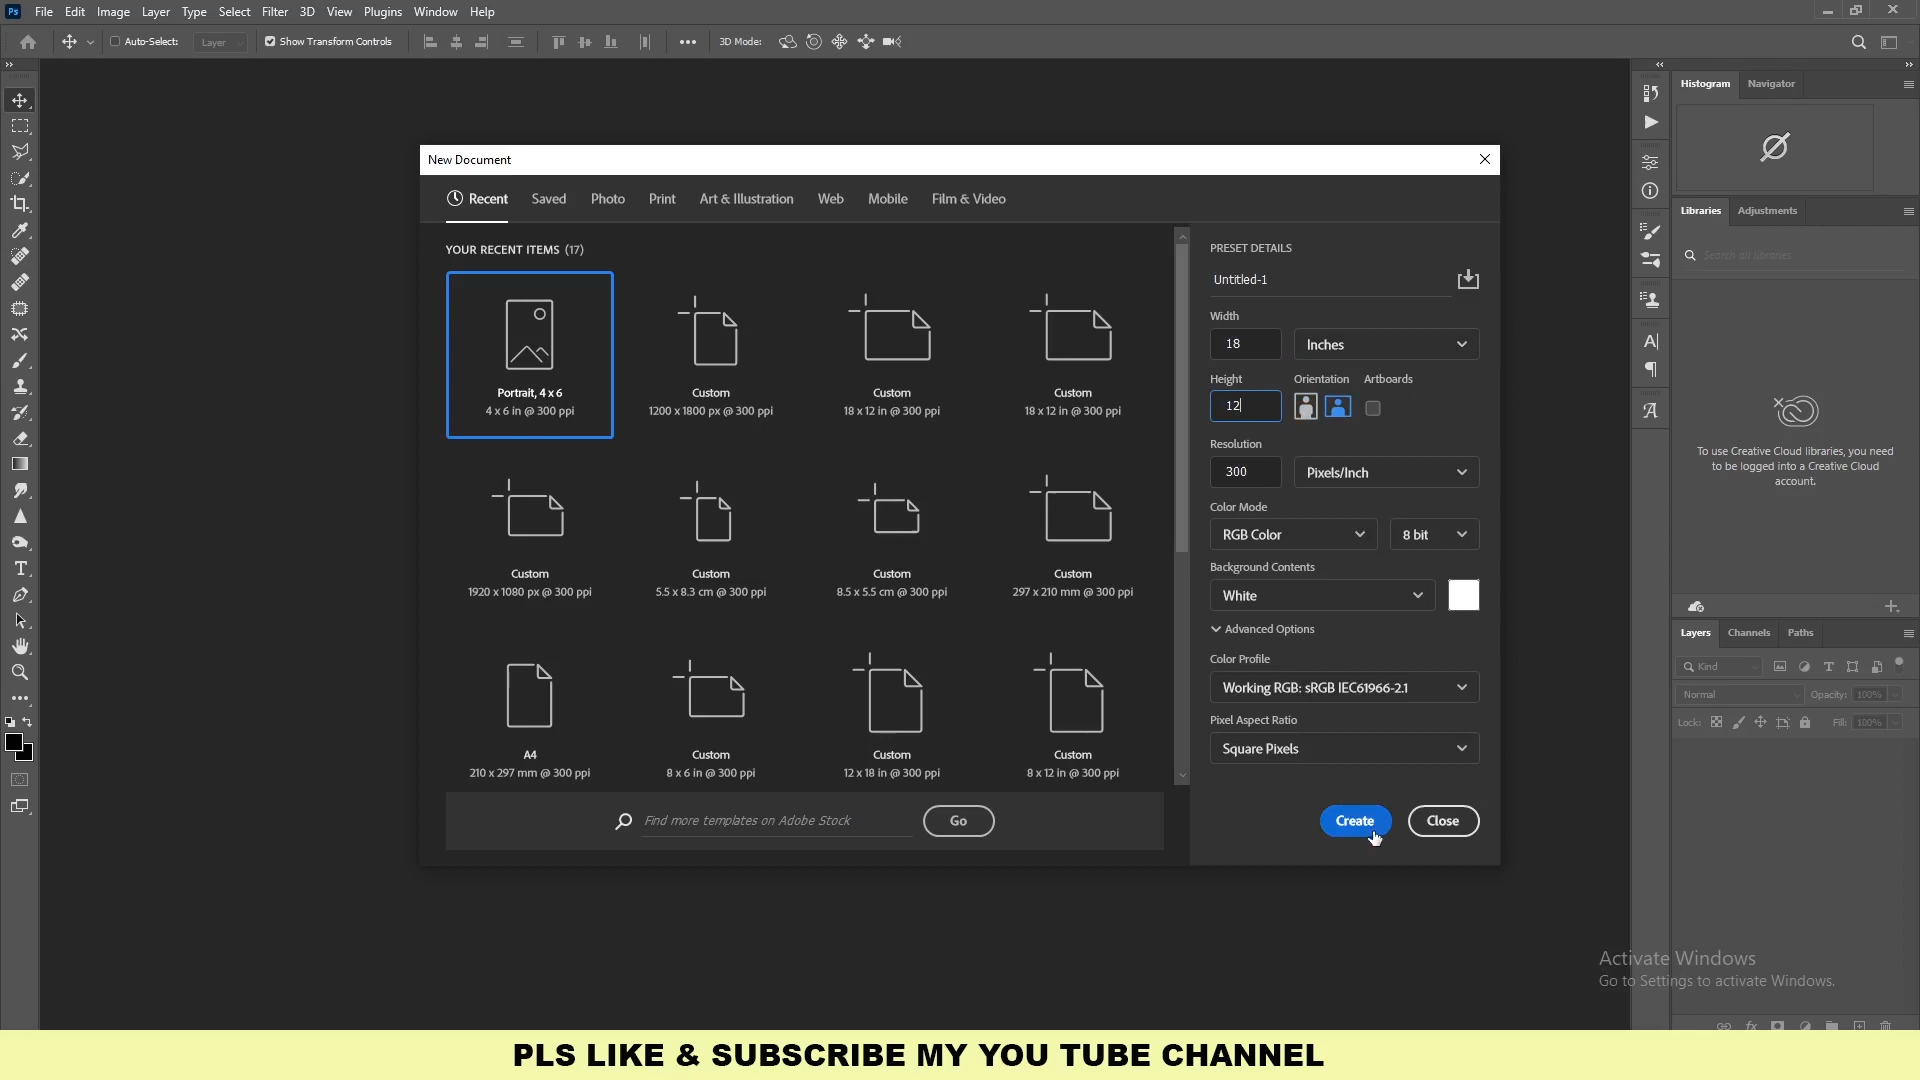 Ps File Edit Image Layer Type Select Filter 3D View Plugins Window Help
Auto-Select: Layer Show Transform Controls 3D Mode:
Histogram Navigator
New Document
Recent Saved Photo Print Art & Illustration Web Mobile Film & Video
YOUR RECENT ITEMS (17)
Portrait, 4 x 6
4 x 6 in @ 300 ppi
Custom
1200 x 1800 px @ 300 ppi
Custom
18 x 12 in @ 300 ppi
Custom
18 x 12 in @ 300 ppi
Custom
1920 x 1080 px @ 300 ppi
Custom
5.5 x 8.3 cm @ 300 ppi
Custom
8.5 x 5.5 cm @ 300 ppi
Custom
297 x 210 mm @ 300 ppi
A4
210 x 297 mm @ 300 ppi
Custom
8 x 6 in @ 300 ppi
Custom
12 x 18 in @ 300 ppi
Custom
8 x 12 in @ 300 ppi
Find more templates on Adobe Stock Go
PRESET DETAILS
Untitled-1
Width
18 Inches
Height Orientation Artboards
12
Resolution
300 Pixels/Inch
Color Mode
RGB Color 8 bit
Background Contents
White
Advanced Options
Color Profile
Working RGB: sRGB IEC61966-2.1
Pixel Aspect Ratio
Square Pixels
Create Close
Libraries Adjustments
Search all libraries
To use Creative Cloud libraries, you need
to be logged into a Creative Cloud
account.
Layers Channels Paths
Kind
Normal Opacity: 100%
Lock: Fill: 100%
Activate Windows
Go to Settings to activate Windows.
PLS LIKE & SUBSCRIBE MY YOU TUBE CHANNEL